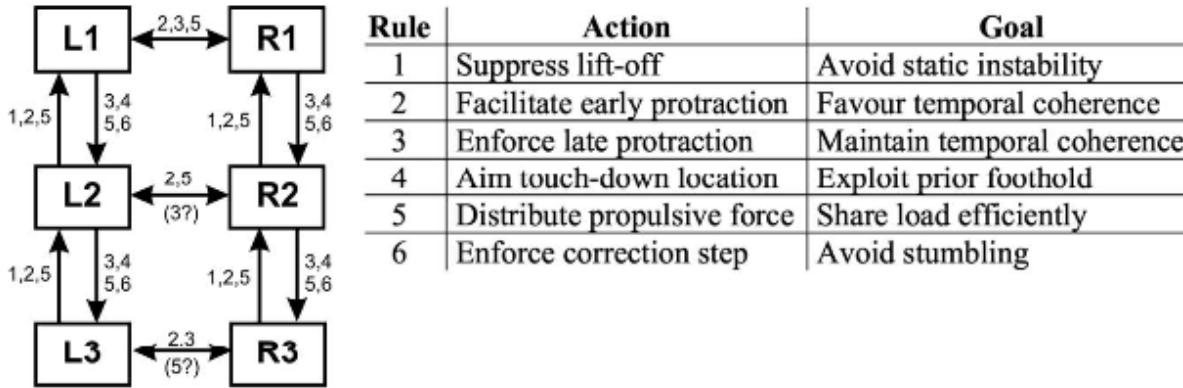 L1 2,3,5 R1
1,2,5 3,4 1,2,5 3,4
5,6 5,6
L2 2,5 R2
(3?)
1,2,5 3,4 1,2,5 3,4
5,6 5,6
L3 2.3 R3
(5?)
Rule Action Goal
1 Suppress lift-off Avoid static instability
2 Facilitate early protraction Favour temporal coherence
3 Enforce late protraction Maintain temporal coherence
4 Aim touch-down location Exploit prior foothold
5 Distribute propulsive force Share load efficiently
6 Enforce correction step Avoid stumbling